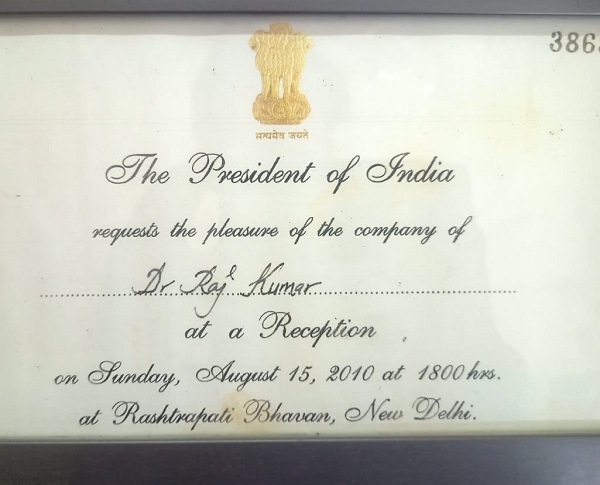 3863
सत्यमेव जयते
The President of India
requests the pleasure of the company of
Dr Raj Kumar
at a Reception
on Sunday, August 15, 2010 at 1800 hrs.
at Rashtrapati Bhavan, New Delhi.